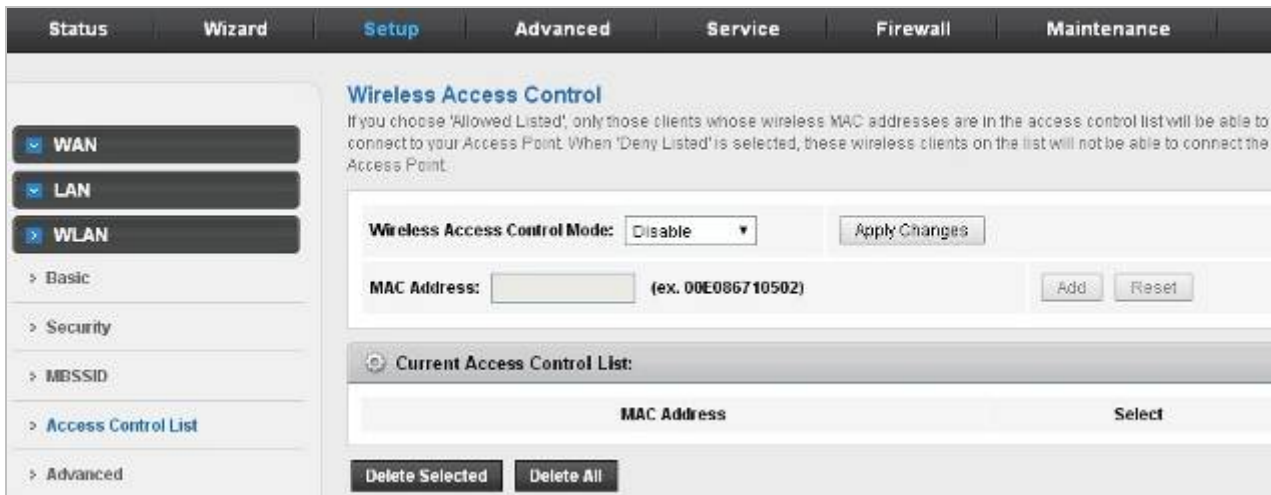 Status Wizard Setup Advanced Service Firewall Maintenance
WAN
LAN
WLAN
> Basic
> Security
> MBSSID
> Access Control List
> Advanced
Wireless Access Control
If you choose 'Allowed Listed', only those clients whose wireless MAC addresses are in the access control list will be able to
connect to your Access Point. When 'Deny Listed' is selected, these wireless clients on the list will not be able to connect the
Access Point.
Wireless Access Control Mode: Disable Apply Changes
MAC Address: (ex. 00E086710502) Add Reset
Current Access Control List:
MAC Address Select
Delete Selected Delete All